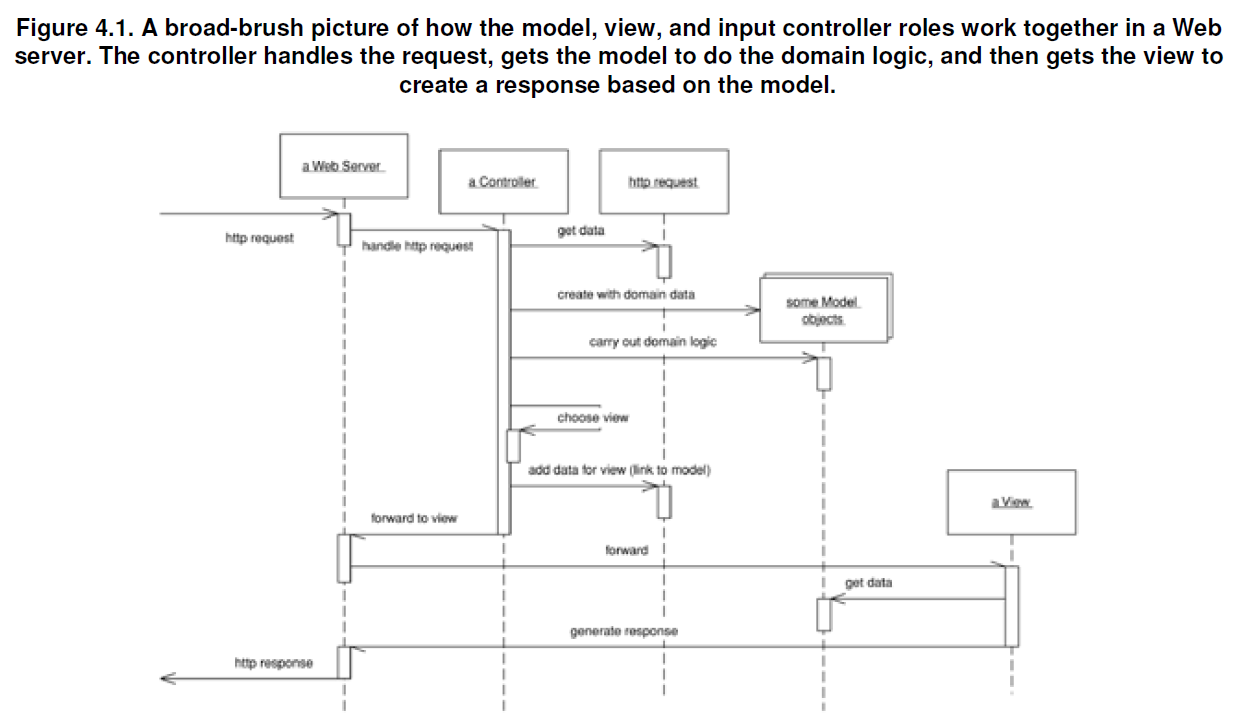 Figure 4.1. A broad-brush picture of how the model, view, and input controller roles work together in a Web
server. The controller handles the request, gets the model to do the domain logic, and then gets the view to
create a response based on the model.
a Web Server
a Controller
http request
http request
handle http request
get data
create with domain data
some Model
objects
carry out domain logic
choose view
add data for view (link to model)
a View
forward to view
forward
get data
generate response
http response